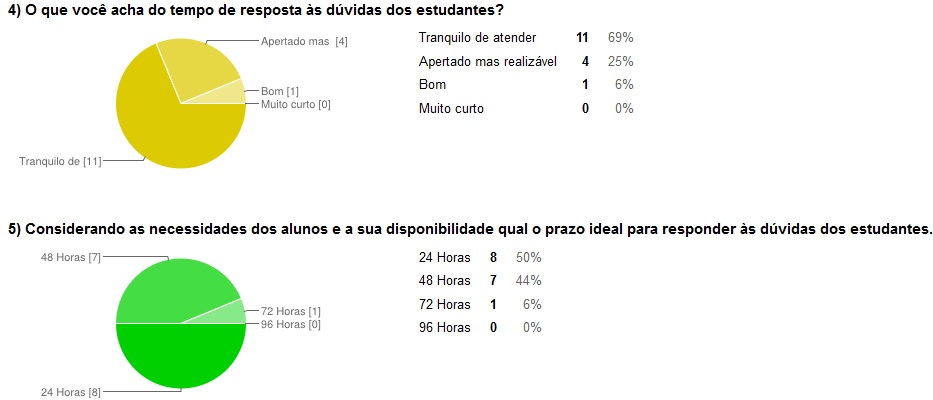 4) O que você acha do tempo de resposta às dúvidas dos estudantes?
Apertado mas [4]
Bom [1]
Muito curto [0]
Tranquilo de [11]
Tranquilo de atender 11 69%
Apertado mas realizável 4 25%
Bom 1 6%
Muito curto 0 0%
5) Considerando as necessidades dos alunos e a sua disponibilidade qual o prazo ideal para responder às dúvidas dos estudantes.
48 Horas [7]
72 Horas [1]
96 Horas [0]
24 Horas [8]
24 Horas 8 50%
48 Horas 7 44%
72 Horas 1 6%
96 Horas 0 0%